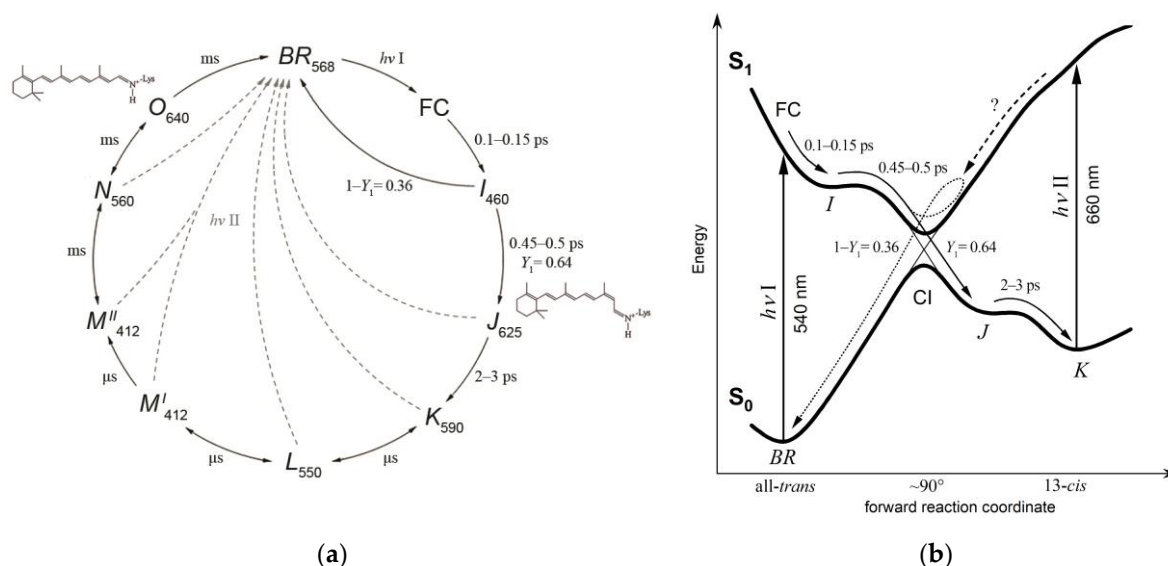 BR568
hν I
FC
0.1–0.15 ps
I460
1–Y1= 0.36
0.45–0.5 ps
Y1= 0.64
N+-Lys
H
J625
2–3 ps
K590
μs
L550
μs
MI412
μs
MII412
ms
N560
ms
O640
ms
N+-Lys
H
hν II
(a)
S1
FC
0.1–0.15 ps
0.45–0.5 ps
I
?
hν I
540 nm
1–Y1= 0.36
Y1= 0.64
CI
2–3 ps
J
K
hν II
660 nm
S0
BR
Energy
all-trans
~90°
13-cis
forward reaction coordinate
(b)